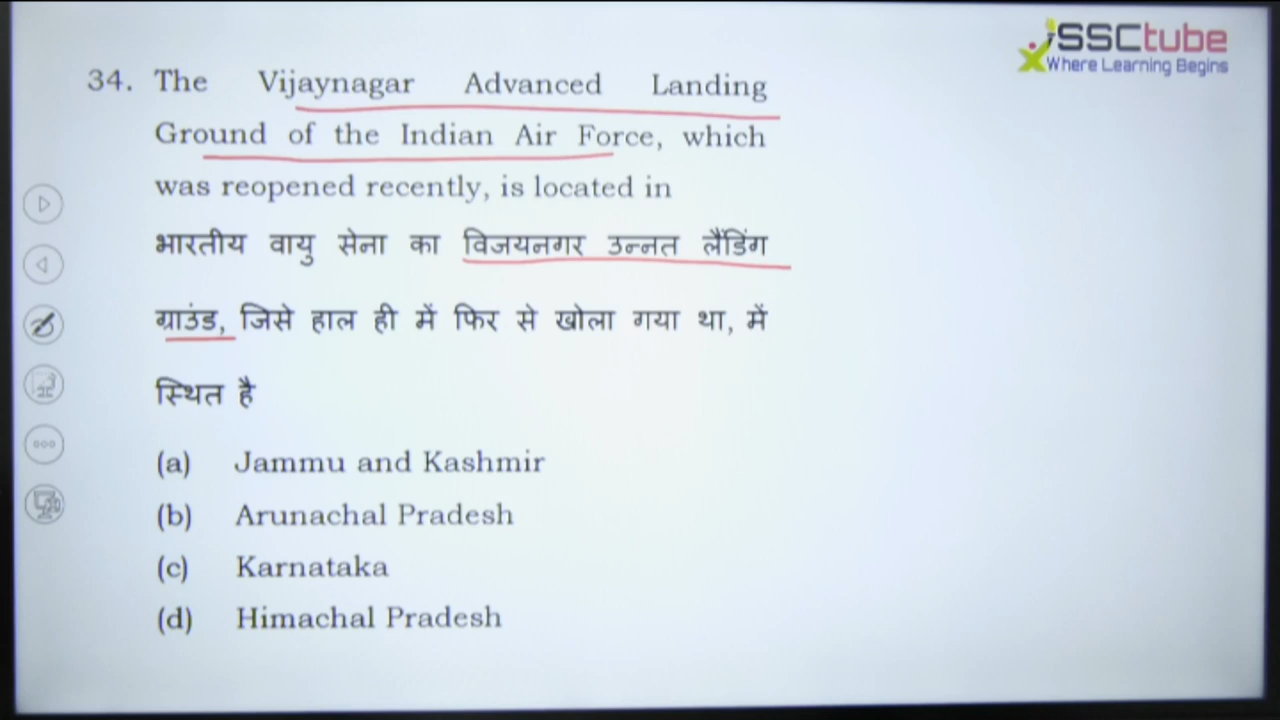 SSCtube
Where Learning Begins
34. The Vijaynagar Advanced Landing
Ground of the Indian Air Force, which
was reopened recently, is located in
भारतीय वायु सेना का विजयनगर उन्नत लैंडिंग
ग्राउंड, जिसे हाल ही में फिर से खोला गया था, में
स्थित है
(a) Jammu and Kashmir
(b) Arunachal Pradesh
(c) Karnataka
(d) Himachal Pradesh